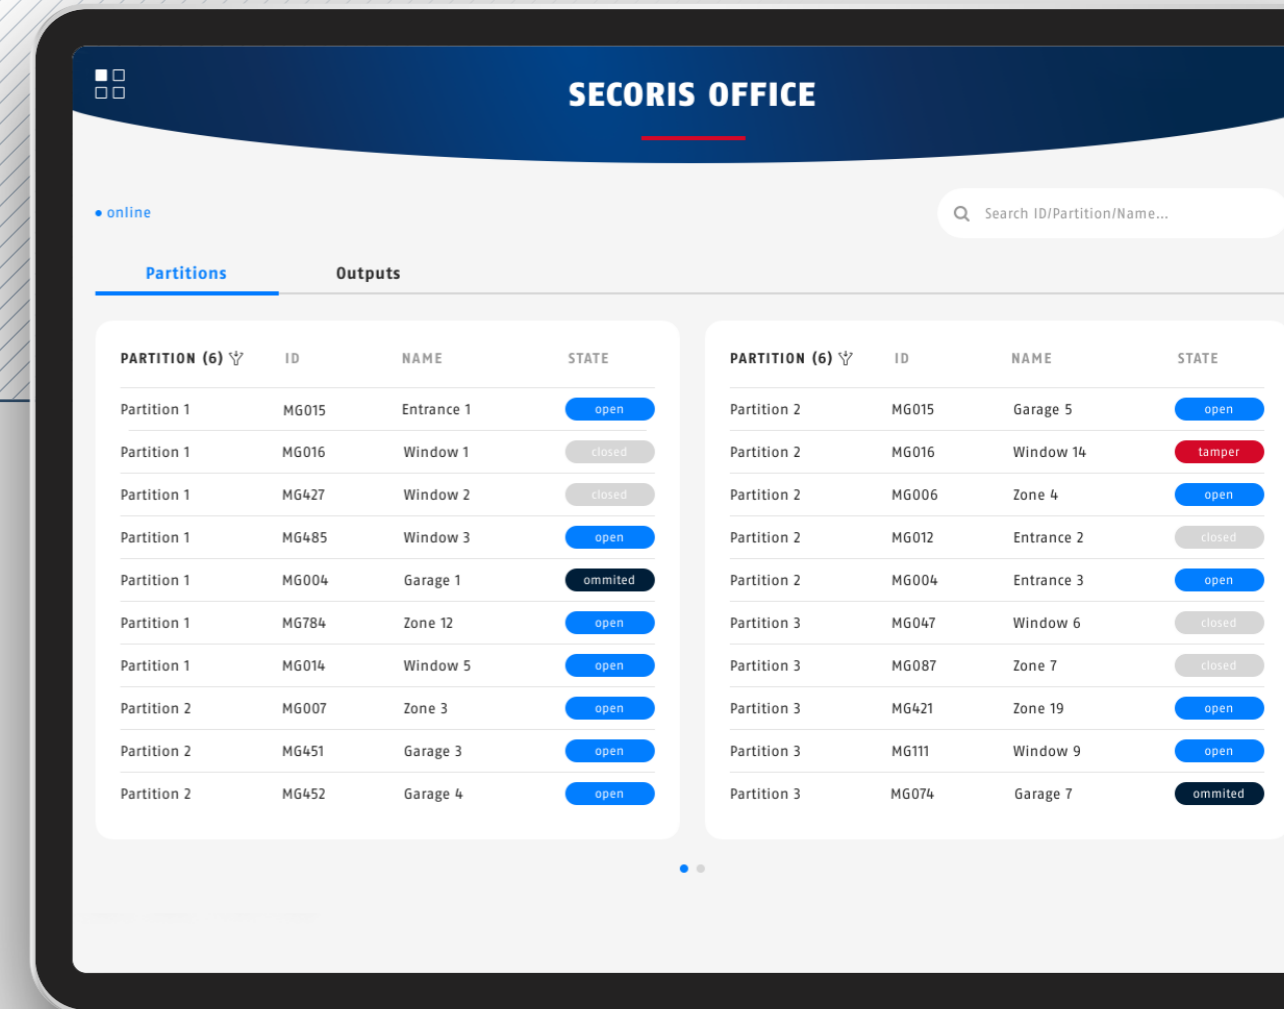 SECORIS OFFICE
online
Search ID/Partition/Name...
Partitions Outputs
PARTITION (6) ID NAME STATE
Partition 1 MG015 Entrance 1 open
Partition 1 MG016 Window 1 closed
Partition 1 MG427 Window 2 closed
Partition 1 MG485 Window 3 open
Partition 1 MG004 Garage 1 ommited
Partition 1 MG784 Zone 12 open
Partition 1 MG014 Window 5 open
Partition 2 MG007 Zone 3 open
Partition 2 MG451 Garage 3 open
Partition 2 MG452 Garage 4 open
PARTITION (6) ID NAME STATE
Partition 2 MG015 Garage 5 open
Partition 2 MG016 Window 14 tamper
Partition 2 MG006 Zone 4 open
Partition 2 MG012 Entrance 2 closed
Partition 2 MG004 Entrance 3 open
Partition 3 MG047 Window 6 closed
Partition 3 MG087 Zone 7 closed
Partition 3 MG421 Zone 19 open
Partition 3 MG111 Window 9 open
Partition 3 MG074 Garage 7 ommited